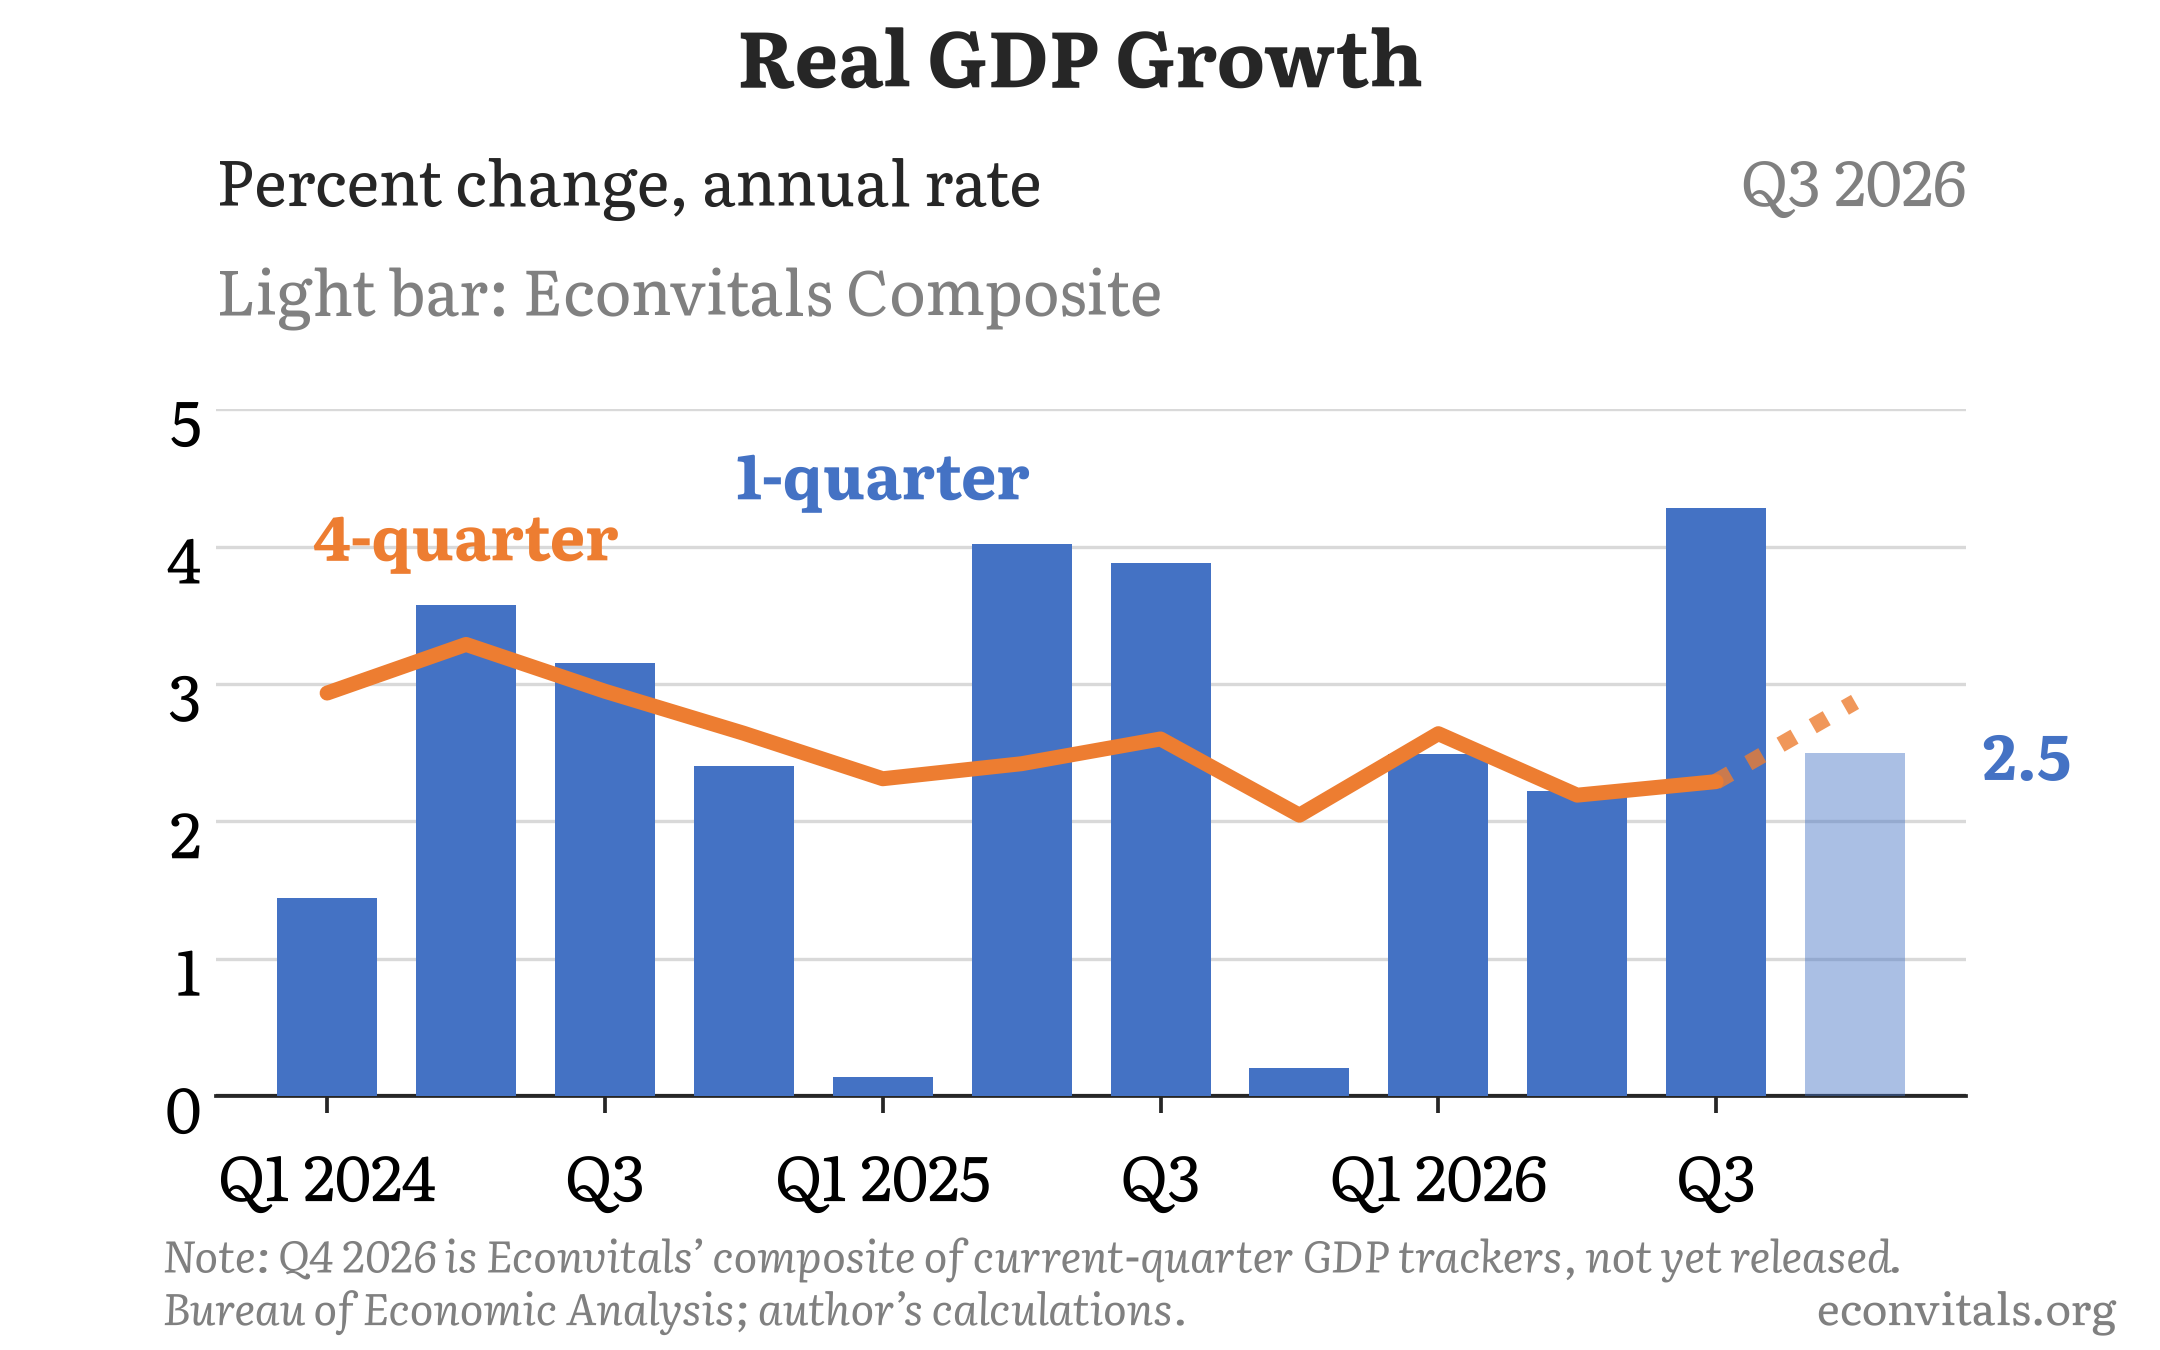 Real GDP Growth
Percent change, annual rate
Q3 2026
Light bar: Econvitals Composite
5
1-quarter
4-quarter
4
3
2.5
2
1
0
Q1 2024 Q3 Q1 2025 Q3 Q1 2026 Q3
Note: Q4 2026 is Econvitals’ composite of current-quarter GDP trackers, not yet released.
Bureau of Economic Analysis; author’s calculations.
econvitals.org